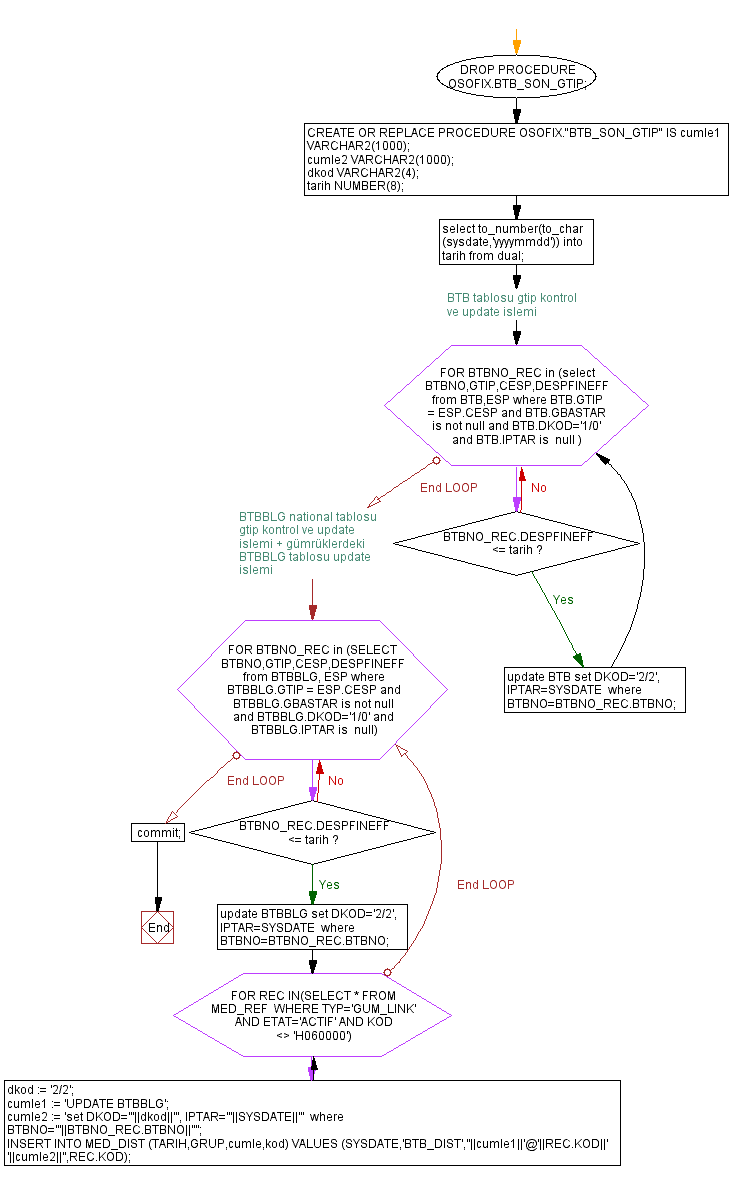 DROP PROCEDURE
OSOFIX.BTB_SON_GTIP;
CREATE OR REPLACE PROCEDURE OSOFIX."BTB_SON_GTIP" IS cumle1
VARCHAR2(1000);
cumle2 VARCHAR2(1000);
dkod VARCHAR2(4);
tarih NUMBER(8);
select to_number(to_char
(sysdate,'yyyymmdd')) into
tarih from dual;
BTB tablosu gtip kontrol
ve update islemi
FOR BTBNO_REC in (select
BTBNO,GTIP,CESP,DESPFINEFF
from BTB,ESP where BTB.GTIP
= ESP.CESP and BTB.GBASTAR
is not null and BTB.DKOD='1/0'
and BTB.IPTAR is  null )
End LOOP
No
BTBNO_REC.DESPFINEFF
<= tarih ?
Yes
update BTB set DKOD='2/2',
IPTAR=SYSDATE  where
BTBNO=BTBNO_REC.BTBNO;
BTBBLG national tablosu
gtip kontrol ve update
islemi + gümrüklerdeki
BTBBLG tablosu update
islemi
FOR BTBNO_REC in (SELECT
BTBNO,GTIP,CESP,DESPFINEFF
from BTBBLG, ESP where
BTBBLG.GTIP = ESP.CESP and
BTBBLG.GBASTAR is not null
and BTBBLG.DKOD='1/0' and
BTBBLG.IPTAR is  null)
End LOOP
No
commit;
End
BTBNO_REC.DESPFINEFF
<= tarih ?
Yes
End LOOP
update BTBBLG set DKOD='2/2',
IPTAR=SYSDATE  where
BTBNO=BTBNO_REC.BTBNO;
FOR REC IN(SELECT * FROM
MED_REF  WHERE TYP='GUM_LINK'
AND ETAT='ACTIF' AND KOD
<> 'H060000')
dkod := '2/2';
cumle1 := 'UPDATE BTBBLG';
cumle2 := 'set DKOD='''||dkod||''', IPTAR='''||SYSDATE||'''  where
BTBNO='''||BTBNO_REC.BTBNO||'''';
INSERT INTO MED_DIST (TARIH,GRUP,cumle,kod) VALUES (SYSDATE,'BTB_DIST',''||cumle1||'@'||REC.KOD||'
'||cumle2||'',REC.KOD);